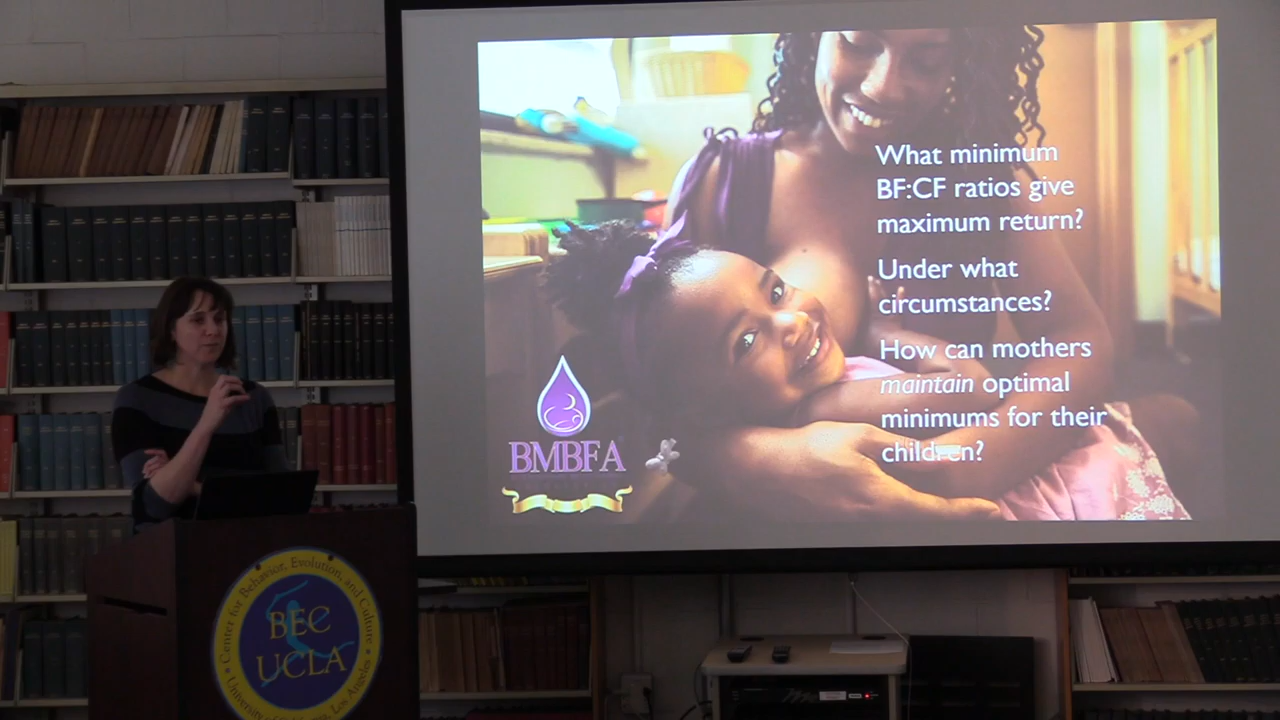 What minimum
BF:CF ratios give
maximum return?
Under what
circumstances?
How can mothers
maintain optimal
minimums for their
children?
BMBFA
Center for Behavior, Evolution, and Culture
BEC
UCLA
University of California, Los Angeles